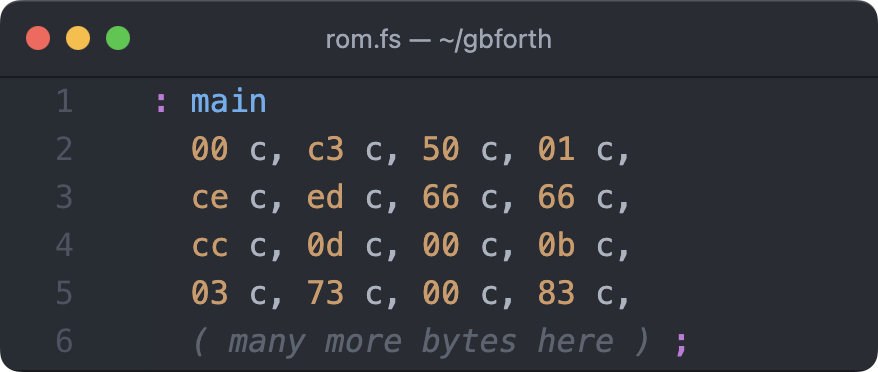 rom.fs — ~/gbforth
1 : main
2 00 c, c3 c, 50 c, 01 c,
3 ce c, ed c, 66 c, 66 c,
4 cc c, 0d c, 00 c, 0b c,
5 03 c, 73 c, 00 c, 83 c,
6 ( many more bytes here ) ;